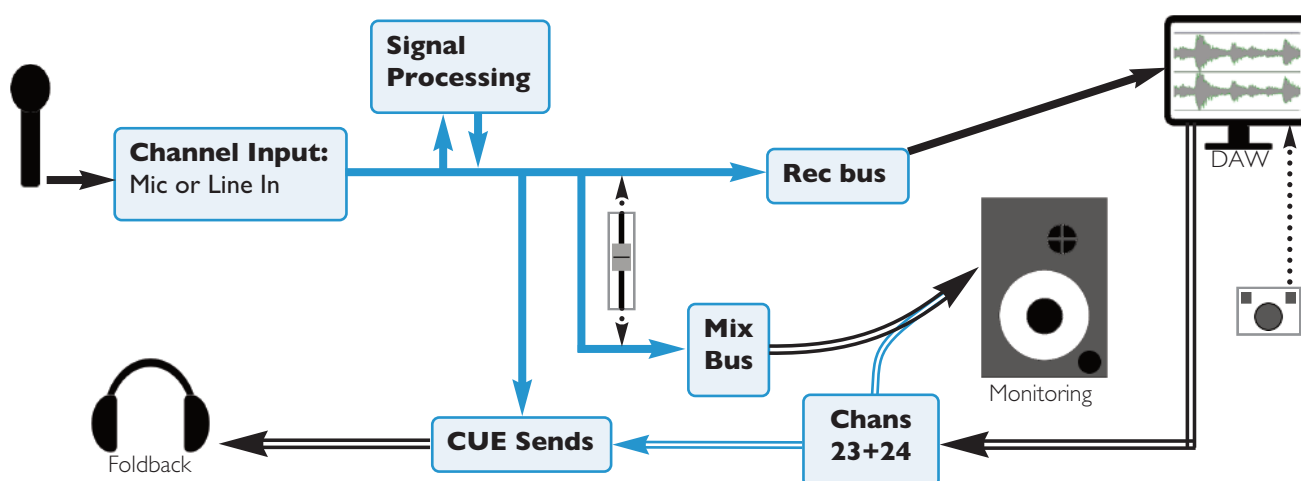 Signal
Processing
Channel Input:
Mic or Line In
Rec bus
DAW
Mix
Bus
Monitoring
Chans
23+24
CUE Sends
Foldback